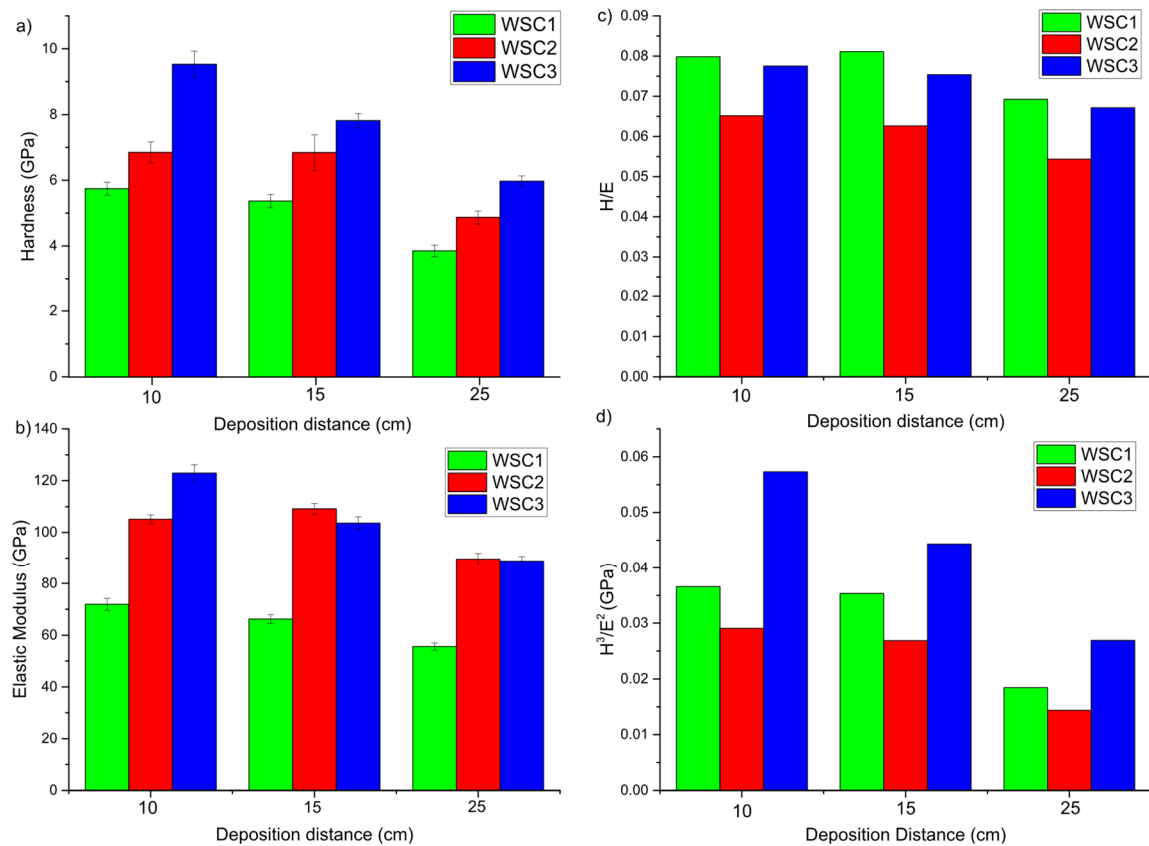 a)
Hardness (GPa)
10
8
6
4
2
0
WSC1
WSC2
WSC3
10 15 25
Deposition distance (cm)
c)
H/E
0.09
0.08
0.07
0.06
0.05
0.04
0.03
0.02
0.01
0.00
WSC1
WSC2
WSC3
10 15 25
Deposition distance (cm)
b)
Elastic Modulus (GPa)
140
120
100
80
60
40
20
0
WSC1
WSC2
WSC3
10 15 25
Deposition distance (cm)
d)
H³/E² (GPa)
0.06
0.05
0.04
0.03
0.02
0.01
0.00
WSC1
WSC2
WSC3
10 15 25
Deposition Distance (cm)